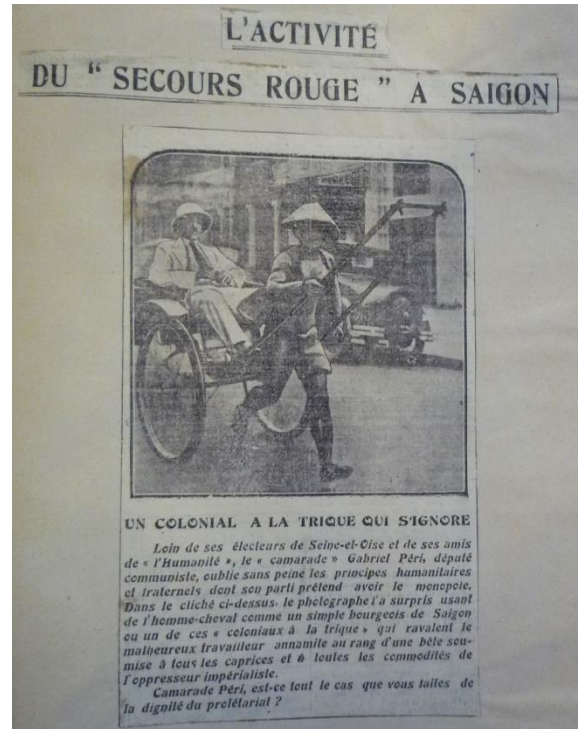 L'ACTIVITÉ
DU “ SECOURS ROUGE ” A SAIGON
UN COLONIAL A LA TRIQUE QUI S'IGNORE
Loin de ses électeurs de Seine-et-Oise et de ses amis
de « l'Humanité », le « camarade » Gabriel Péri, député
communiste, oublie sans peine les principes humanitaires
et fraternels dont son parti prétend avoir le monopole.
Dans le cliché ci-dessus, le photographe l'a surpris usant
de l'homme-cheval comme un simple bourgeois de Saigon
ou un de ces « coloniaux à la trique » qui ravalent le
malheureux travailleur annamite au rang d'une bête sou-
mise à tous les caprices et à toutes les commodités de
l'oppresseur impérialiste.
Camarade Péri, est-ce tout le cas que vous faites de
la dignité du prolétariat ?